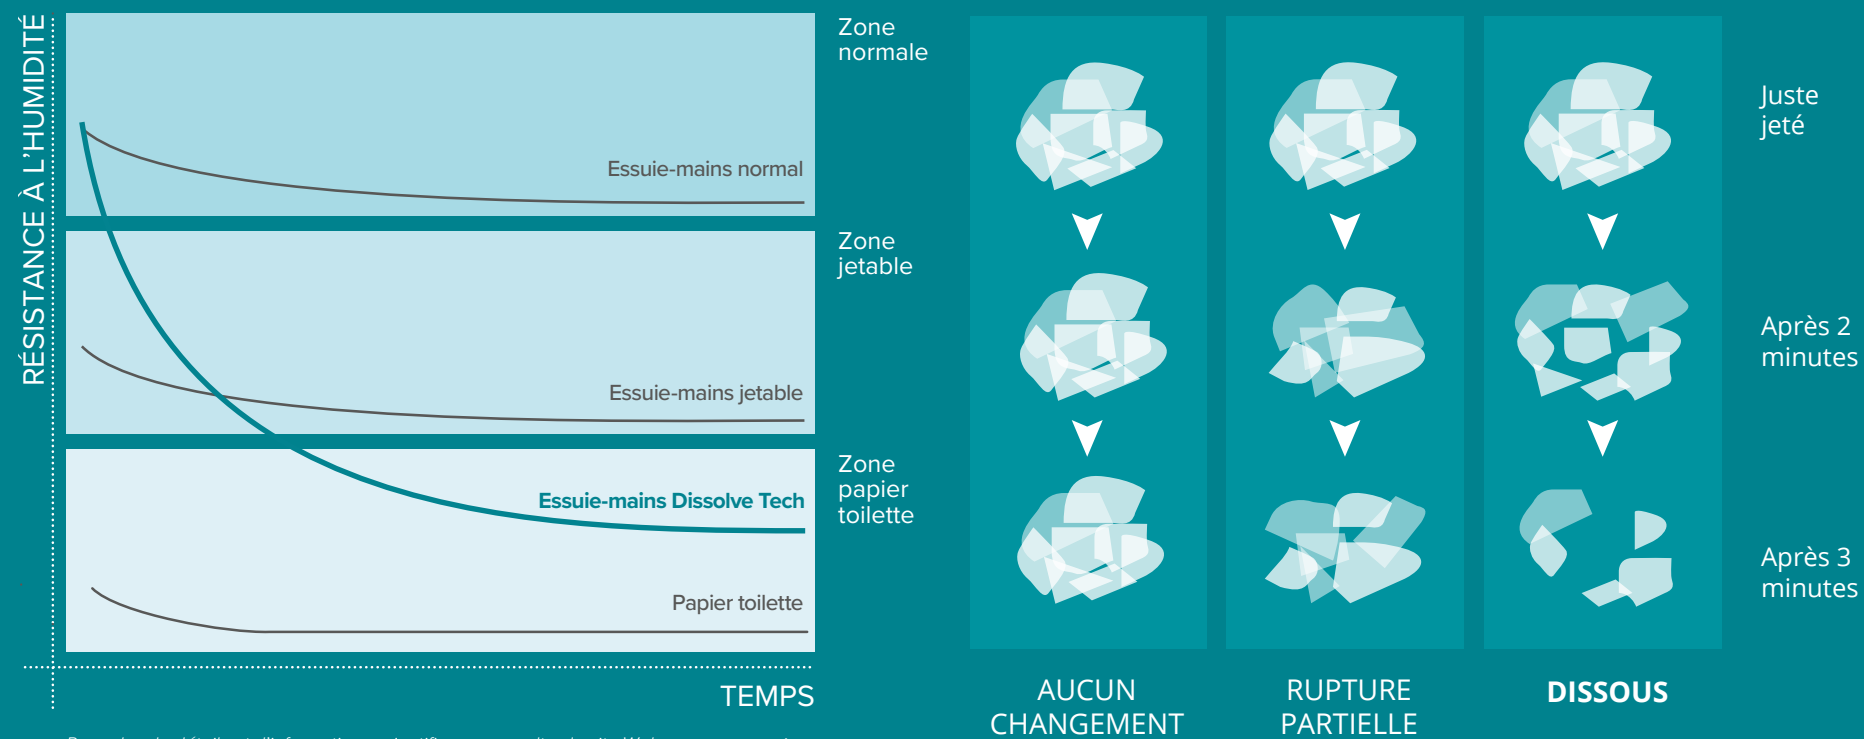 RÉSISTANCE À L'HUMIDITÉ
Zone
normale
Essuie-mains normal
Zone
jetable
Essuie-mains jetable
Zone
papier
toilette
Essuie-mains Dissolve Tech
Papier toilette
TEMPS
Juste
jeté
Après 2
minutes
Après 3
minutes
AUCUN
CHANGEMENT
RUPTURE
PARTIELLE
DISSOUS